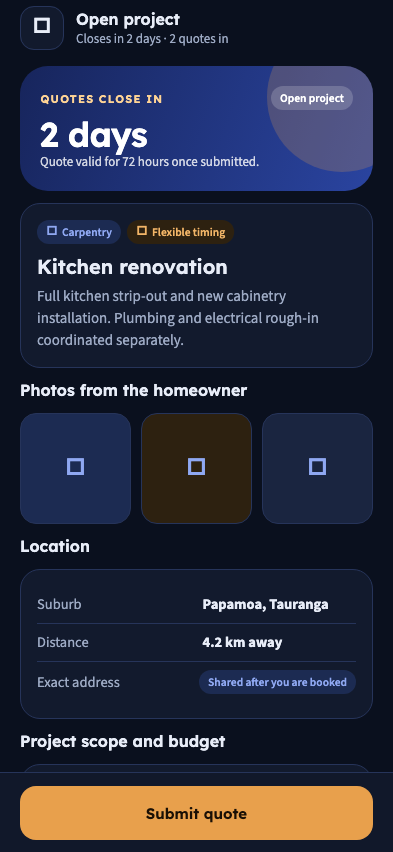 Open project
Closes in 2 days · 2 quotes in
QUOTES CLOSE IN
Open project
2 days
Quote valid for 72 hours once submitted.
Carpentry
Flexible timing
Kitchen renovation
Full kitchen strip-out and new cabinetry
installation. Plumbing and electrical rough-in
coordinated separately.
Photos from the homeowner
Location
Suburb
Papamoa, Tauranga
Distance
4.2 km away
Exact address
Shared after you are booked
Project scope and budget
Submit quote